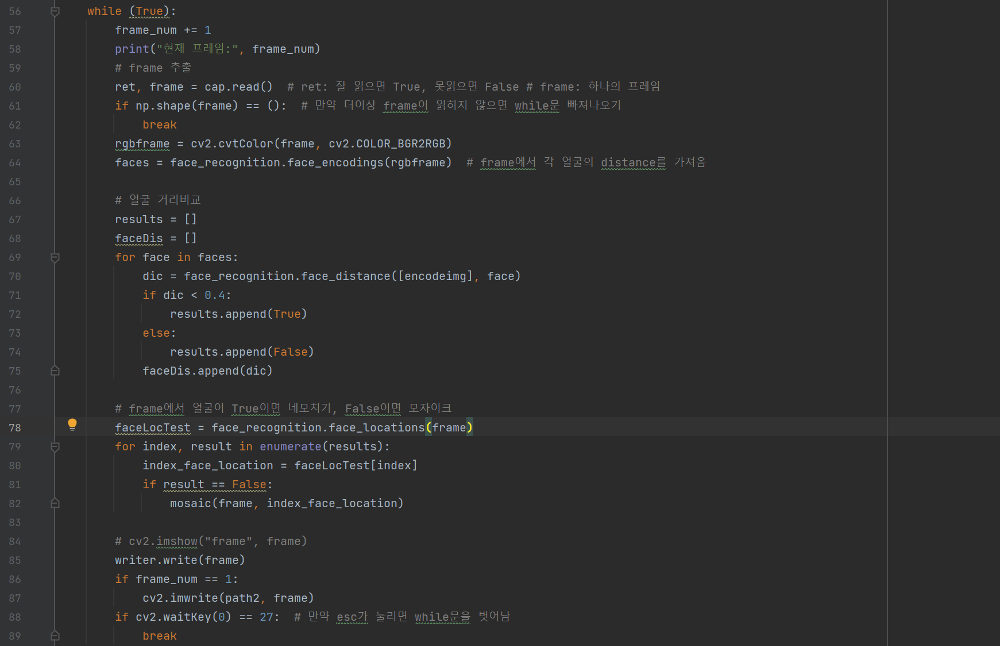 56 while (True):
57 frame_num += 1
58 print("현재 프레임:", frame_num)
59 # frame 추출
60 ret, frame = cap.read()  # ret: 잘 읽으면 True, 못읽으면 False # frame: 하나의 프레임
61 if np.shape(frame) == ():  # 만약 더이상 frame이 읽히지 않으면 while문 빠져나오기
62 break
63 rgbframe = cv2.cvtColor(frame, cv2.COLOR_BGR2RGB)
64 faces = face_recognition.face_encodings(rgbframe)  # frame에서 각 얼굴의 distance를 가져옴
65
66 # 얼굴 거리비교
67 results = []
68 faceDis = []
69 for face in faces:
70 dic = face_recognition.face_distance([encodeimg], face)
71 if dic < 0.4:
72 results.append(True)
73 else:
74 results.append(False)
75 faceDis.append(dic)
76
77 # frame에서 얼굴이 True이면 네모치기, False이면 모자이크
78 faceLocTest = face_recognition.face_locations(frame)
79 for index, result in enumerate(results):
80 index_face_location = faceLocTest[index]
81 if result == False:
82 mosaic(frame, index_face_location)
83
84 # cv2.imshow("frame", frame)
85 writer.write(frame)
86 if frame_num == 1:
87 cv2.imwrite(path2, frame)
88 if cv2.waitKey(0) == 27:  # 만약 esc가 눌리면 while문을 벗어남
89 break